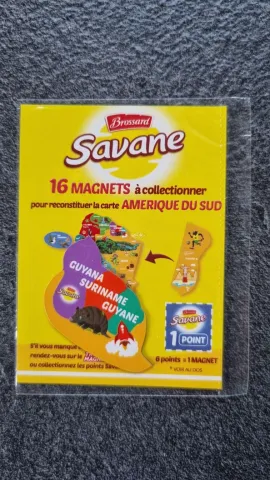 Brossard
Savane
16 MAGNETS à collectionner
pour reconstituer la carte AMERIQUE DU SUD
GUYANA
SURINAME
GUYANE
Savane
1 POINT
S'il vous manque
rendez-vous sur le
ou collectionnez les points
6 points = 1 MAGNET
* VOIR AU DOS